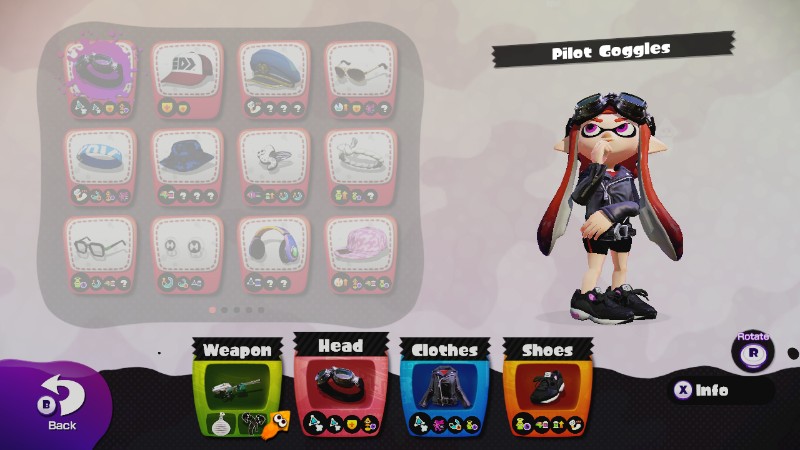 Pilot Goggles
? ? ?
?
? ? ?
?
?
?
?
Weapon
Head
Clothes
Shoes
Rotate
R
X Info
B
Back